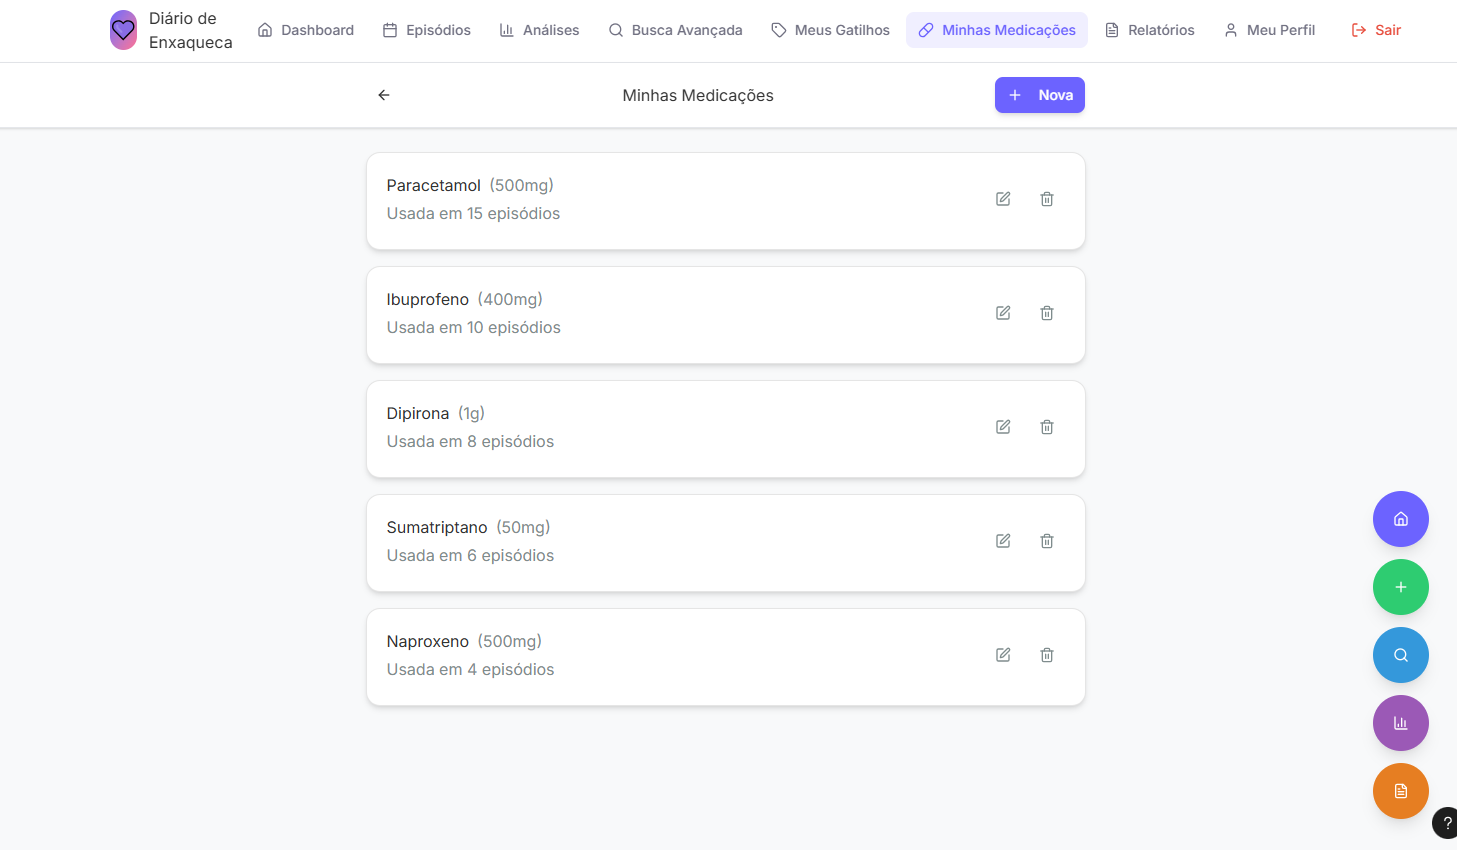 Diário de
Enxaqueca
Dashboard
Episódios
Análises
Busca Avançada
Meus Gatilhos
Minhas Medicações
Relatórios
Meu Perfil
Sair
Minhas Medicações
Nova
Paracetamol (500mg)
Usada em 15 episódios
Ibuprofeno (400mg)
Usada em 10 episódios
Dipirona (1g)
Usada em 8 episódios
Sumatriptano (50mg)
Usada em 6 episódios
Naproxeno (500mg)
Usada em 4 episódios
?